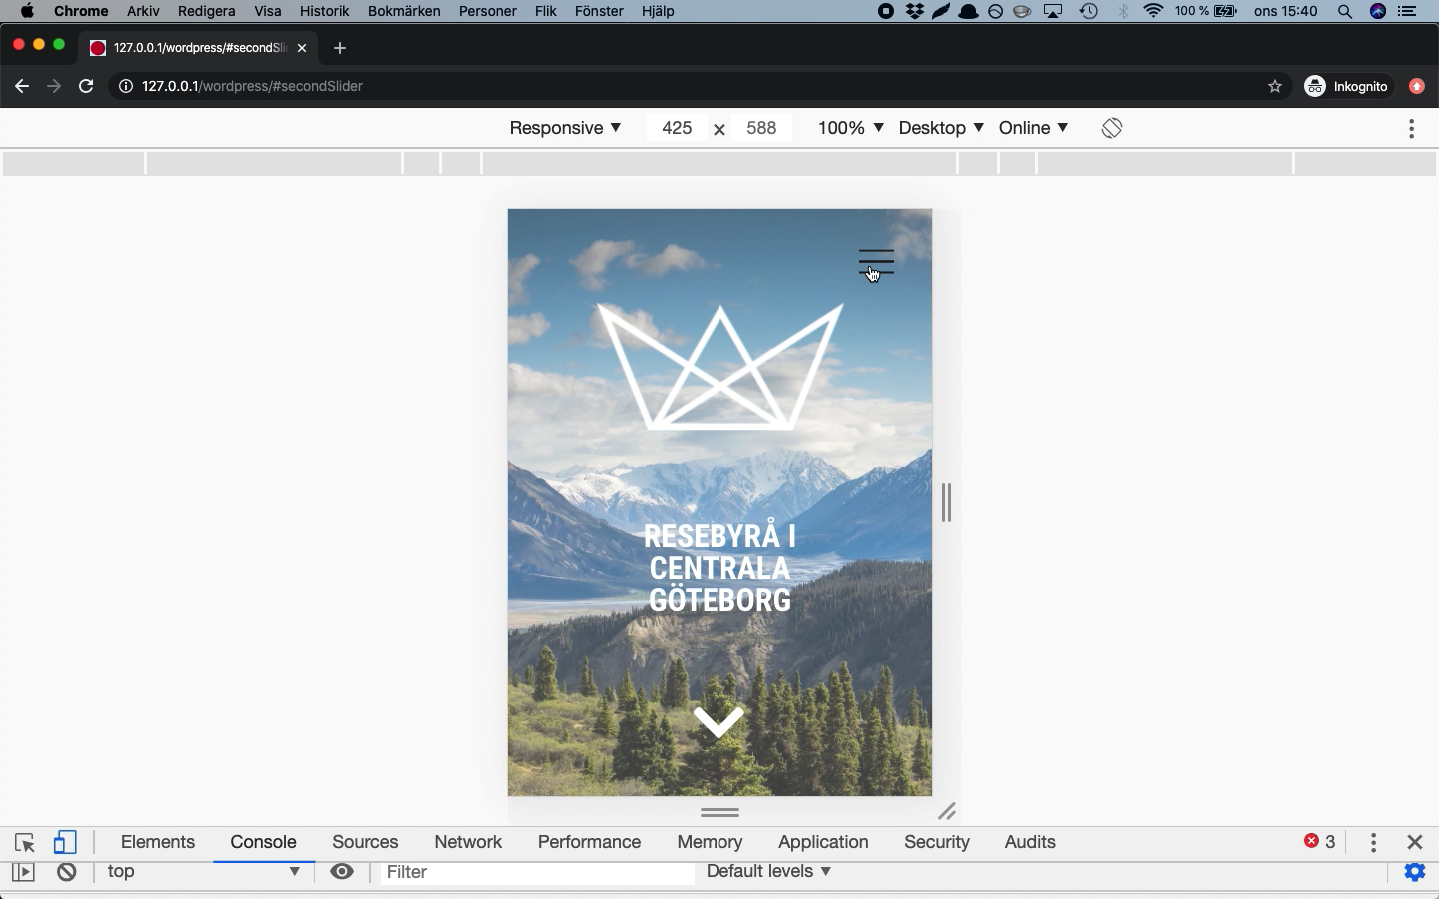 Chrome Arkiv Redigera Visa Historik Bokmärken Personer Flik Fönster Hjälp 100 % ons 15:40
127.0.0.1/wordpress/#secondSli
127.0.0.1/wordpress/#secondSlider Inkognito
Responsive 425 x 588 100% Desktop Online
RESEBYRÅ I
CENTRALA
GÖTEBORG
Elements Console Sources Network Performance Memory Application Security Audits 3
top Filter Default levels